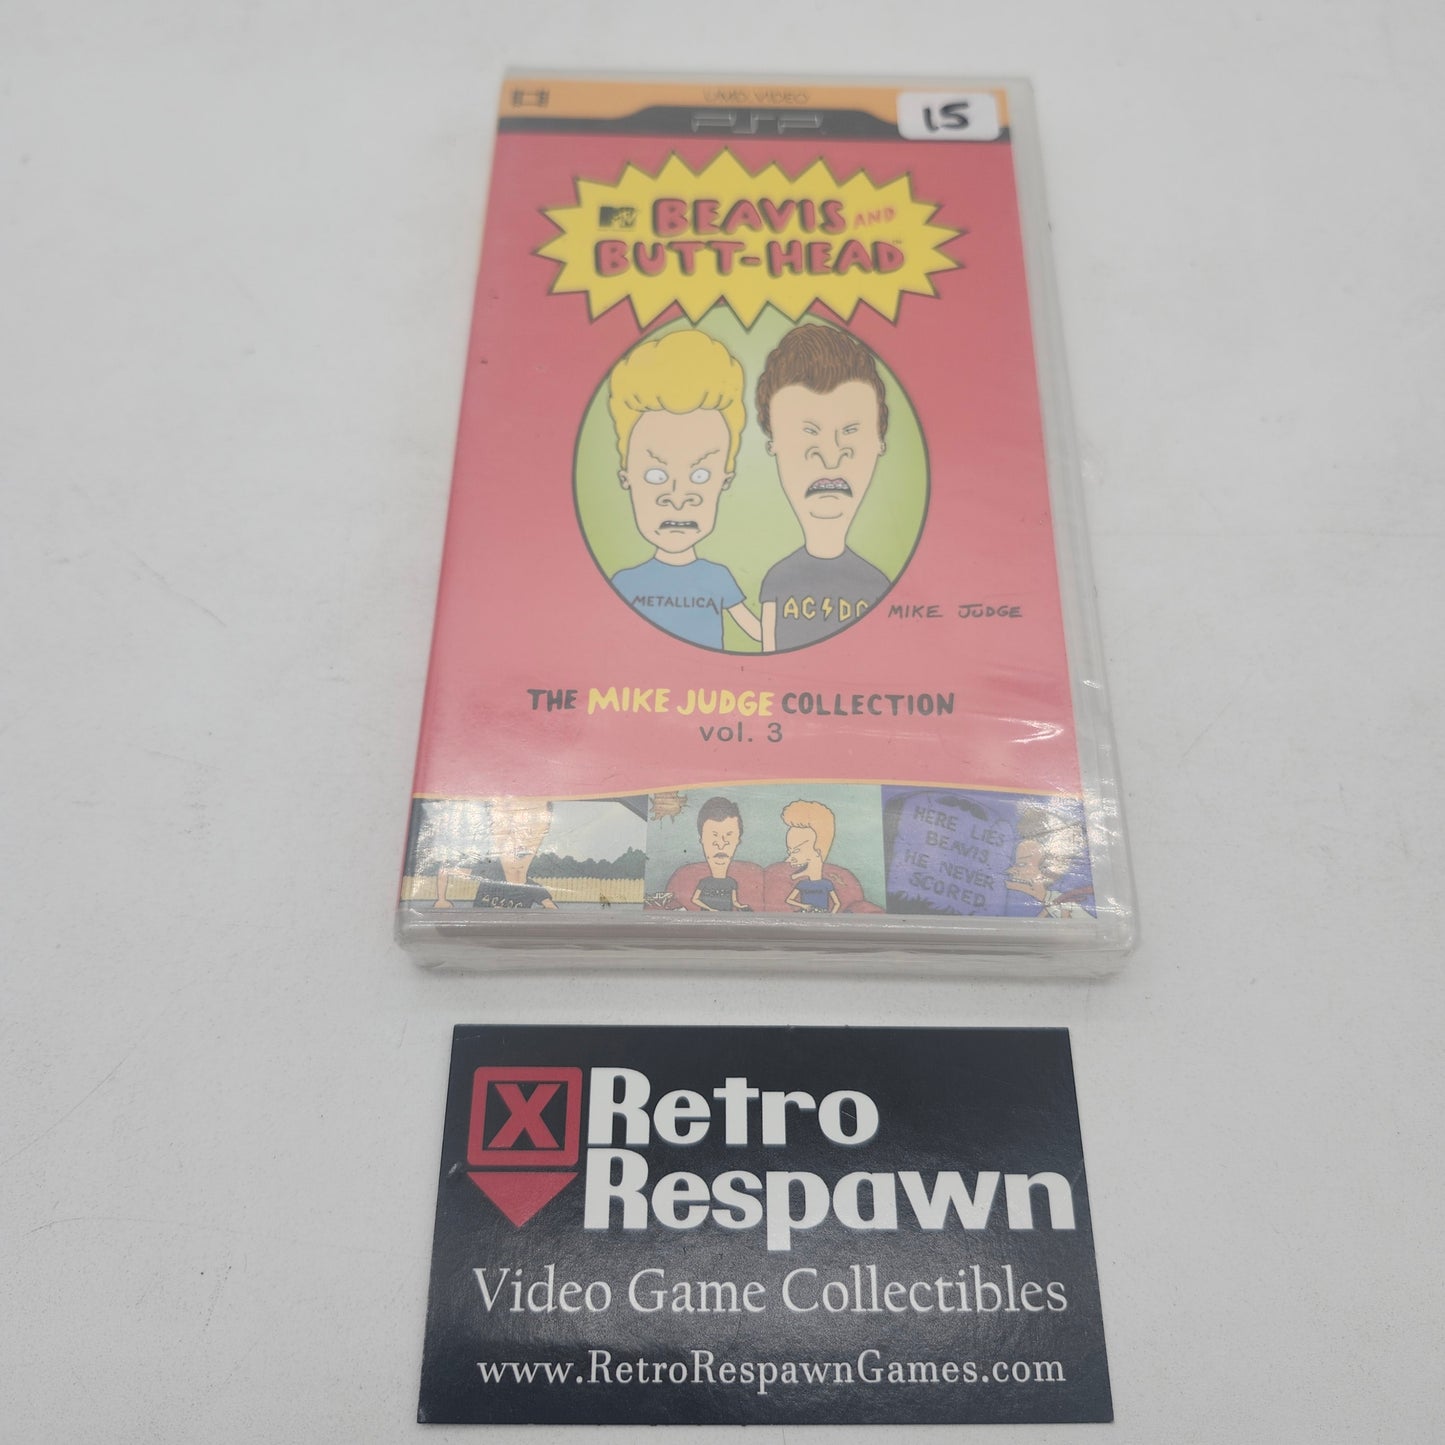 UMD VIDEO
PSP
15
MTV
BEAVIS AND
BUTT-HEAD™
METALLICA
AC⚡DC
MIKE JUDGE
THE MIKE JUDGE COLLECTION
vol. 3
HERE LIES
BEAVIS.
HE NEVER
SCORED.
X
Retro
Respawn
Video Game Collectibles
www.RetroRespawnGames.com